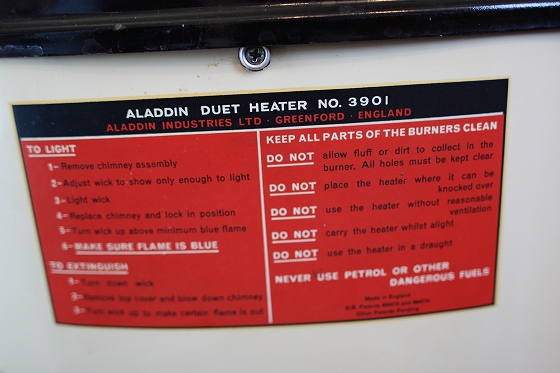 ALADDIN DUET HEATER NO. 3901
ALADDIN INDUSTRIES LTD · GREENFORD · ENGLAND
TO LIGHT
1- Remove chimney assembly
2- Adjust wick to show only enough to light
3- Light wick
4- Replace chimney and lock in position
5- Turn wick up above minimum blue flame
6- MAKE SURE FLAME IS BLUE
TO EXTINGUISH
1- Turn down wick
2- Remove top cover and blow down chimney
3- Turn wick up to make certain flame is out
KEEP ALL PARTS OF THE BURNERS CLEAN
DO NOT allow fluff or dirt to collect in the
burner. All holes must be kept clear
DO NOT place the heater where it can be
knocked over
DO NOT use the heater without reasonable
ventilation
DO NOT carry the heater whilst alight
DO NOT use the heater in a draught
NEVER USE PETROL OR OTHER
DANGEROUS FUELS
Made in England
G.B. Patents and
Other Patents Pending